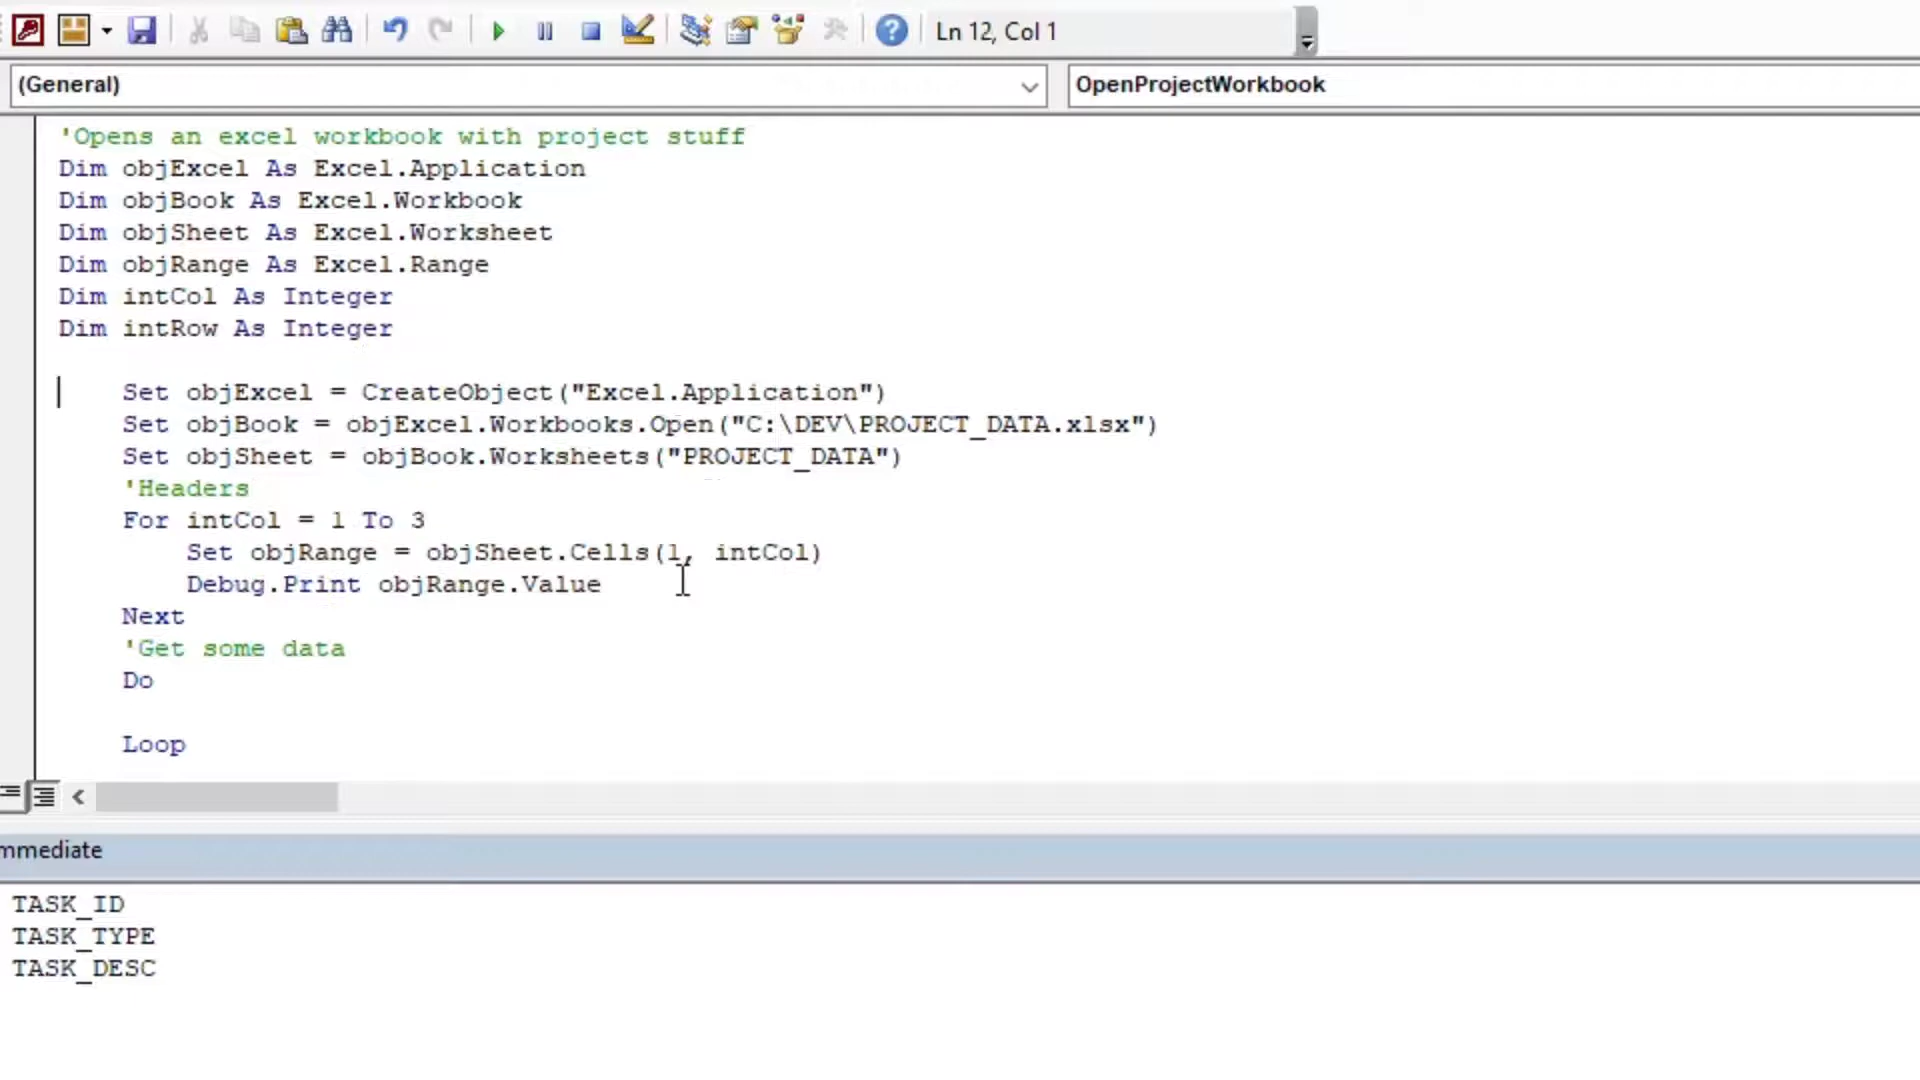 Ln 12, Col 1
(General)
OpenProjectWorkbook
'Opens an excel workbook with project stuff
Dim objExcel As Excel.Application
Dim objBook As Excel.Workbook
Dim objSheet As Excel.Worksheet
Dim objRange As Excel.Range
Dim intCol As Integer
Dim intRow As Integer
Set objExcel = CreateObject("Excel.Application")
Set objBook = objExcel.Workbooks.Open("C:\DEV\PROJECT_DATA.xlsx")
Set objSheet = objBook.Worksheets("PROJECT_DATA")
'Headers
For intCol = 1 To 3
Set objRange = objSheet.Cells(1, intCol)
Debug.Print objRange.Value
Next
'Get some data
Do
Loop
mmediate
TASK_ID
TASK_TYPE
TASK_DESC